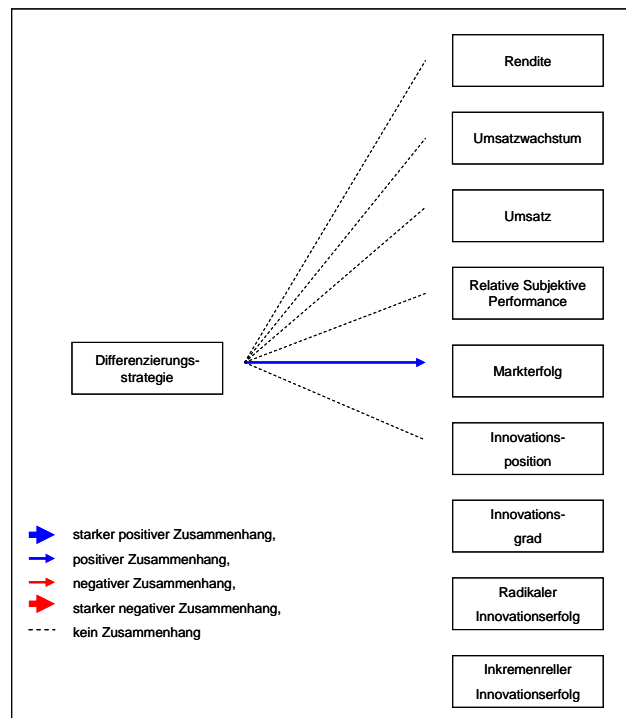 Rendite
Umsatzwachstum
Umsatz
Relative Subjektive
Performance
Differenzierungs-
strategie
Markterfolg
Innovations-
position
Innovations-
grad
Radikaler
Innovationserfolg
Inkremenreller
Innovationserfolg
starker positiver Zusammenhang,
positiver Zusammenhang,
negativer Zusammenhang,
starker negativer Zusammenhang,
kein Zusammenhang